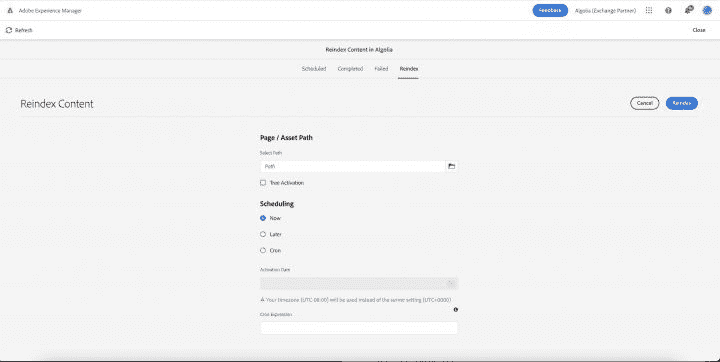 Adobe Experience Manager
Feedback
Algolia (Exchange Partner)
Refresh
Close
Reindex Content in Algolia
Scheduled Completed Failed Reindex
Reindex Content
Cancel Reindex
Page / Asset Path
Select Path
Path
Tree Activation
Scheduling
Now
Later
Cron
Activation Date
Your timezone (UTC-08:00) will be used instead of the server setting (UTC+0000)
Cron Expression